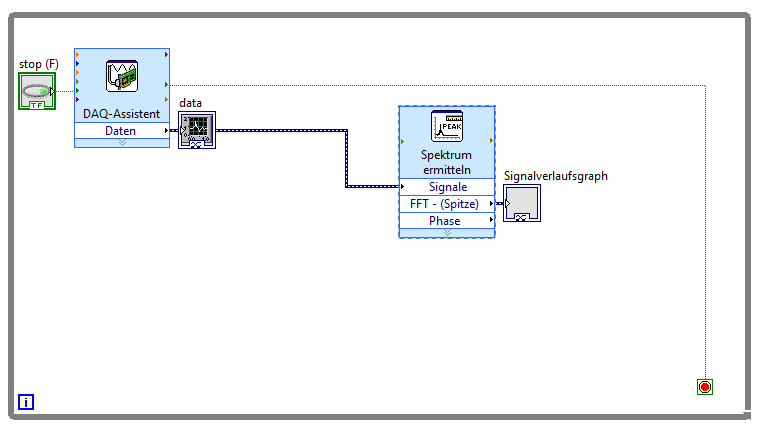 stop (F)
TF
DAQ-Assistent
Daten
data
PEAK
Spektrum
ermitteln
Signale
FFT - (Spitze)
Phase
Signalverlaufsgraph
i